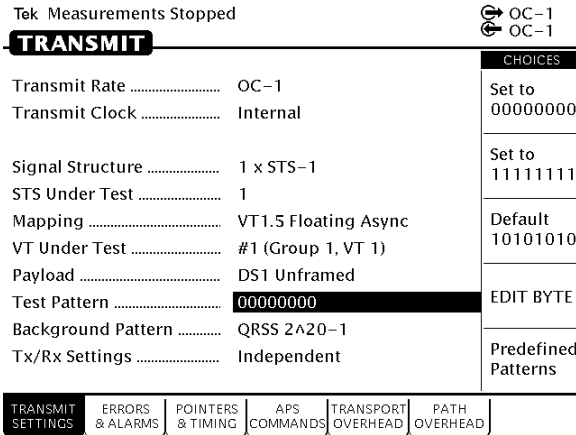 Tek Measurements Stopped
OC-1
OC-1
TRANSMIT
Transmit Rate ........................ OC-1
Transmit Clock ..................... Internal
Signal Structure ................... 1 x STS-1
STS Under Test ..................... 1
Mapping ................................ VT1.5 Floating Async
VT Under Test ...................... #1 (Group 1, VT 1)
Payload .................................. DS1 Unframed
Test Pattern .......................... 00000000
Background Pattern ........... QRSS 2^20-1
Tx/Rx Settings ..................... Independent
CHOICES
Set to
00000000
Set to
11111111
Default
10101010
EDIT BYTE
Predefined
Patterns
TRANSMIT
SETTINGS
ERRORS
& ALARMS
POINTERS
& TIMING
APS
COMMANDS
TRANSPORT
OVERHEAD
PATH
OVERHEAD